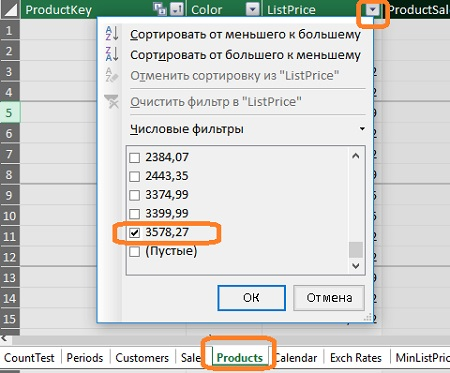 ProductKey Color ListPrice ProductSal
1
2
3
4
5
6
7
8
9
10
11
12
13
14
15
Сортировать от меньшего к большему
Сортировать от большего к меньшему
Отменить сортировку из "ListPrice"
Очистить фильтр в "ListPrice"
Числовые фильтры
2384,07
2443,35
3374,99
3399,99
3578,27
(Пустые)
ОК Отмена
CountTest Periods Customers Sale Products Calendar Exch Rates MinListPric